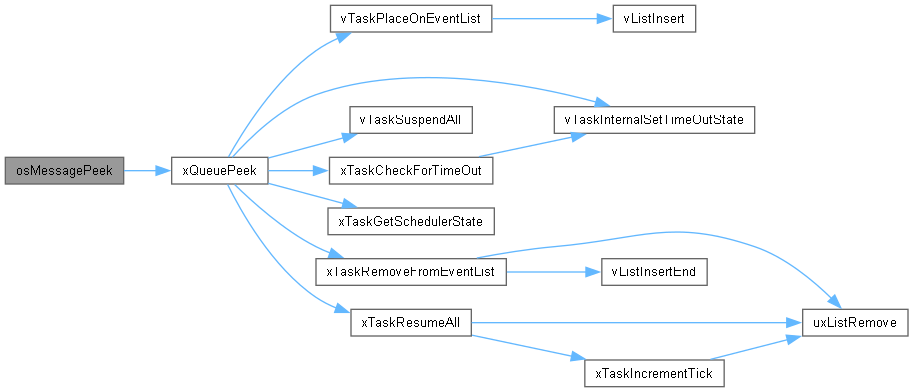 vTaskPlaceOnEventList
vListInsert
vTaskSuspendAll
vTaskInternalSetTimeOutState
osMessagePeek
xQueuePeek
xTaskCheckForTimeOut
xTaskGetSchedulerState
xTaskRemoveFromEventList
vListInsertEnd
xTaskResumeAll
uxListRemove
xTaskIncrementTick